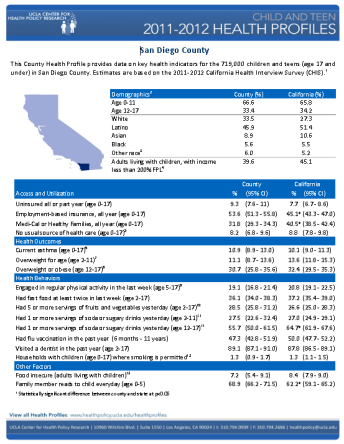 UCLA CENTER FOR
HEALTH POLICY RESEARCH
CHILD AND TEEN
2011-2012 HEALTH PROFILES
San Diego County
This County Health Profile provides data on key health indicators for the 719,000 children and teens (age 17 and
under) in San Diego County. Estimates are based on the 2011-2012 California Health Interview Survey (CHIS).
Demographics County (%) California (%)
Age 0-11 66.6 65.8
Age 12-17 33.4 34.2
White 33.5 27.3
Latino 45.9 51.4
Asian 8.9 10.6
Black 5.6 5.5
Other race 6.0 5.2
Adults living with children, with income 39.6 45.1
less than 200% FPL
County California
Access and Utilization % (95% CI) % (95% CI)
Uninsured all or part year (age 0-17) 9.3 (7.6 - 11) 7.7 (6.7 - 8.6)
Employment-based insurance, all year (age 0-17) 53.6 (51.3 - 55.8) 45.1* (43.2 - 47.0)
Medi-Cal or Healthy Families, all year (age 0-17) 31.8 (29.3 - 34.3) 40.5* (38.5 - 42.4)
No usual source of health care (age 0-17) 8.2 (6.8 - 9.6) 8.8 (7.8 - 9.8)
Health Outcomes
Current asthma (age 0-17) 10.9 (8.9 - 13.0) 10.1 (9.0 - 11.3)
Overweight for age (age 2-11) 11.1 (8.7 - 13.6) 13.6 (11.8 - 15.3)
Overweight or obese (age 12-17) 30.7 (25.8 - 35.6) 32.4 (29.5 - 35.3)
Health Behaviors
Engaged in regular physical activity in the last week (age 5-17) 19.1 (16.8 - 21.4) 20.8 (19.1 - 22.5)
Had fast food at least twice in last week (age 2-17) 36.1 (34.0 - 38.3) 37.2 (35.4 - 39.0)
Had 5 or more servings of fruits and vegetables yesterday (age 2-17) 28.5 (25.8 - 31.2) 26.6 (25.0 - 28.3)
Had 1 or more servings of soda or sugary drinks yesterday (age 2-11) 27.5 (22.6 - 32.4) 27.0 (24.9 - 29.1)
Had 1 or more servings of soda or sugary drinks yesterday (age 12-17) 55.7 (50.0 - 61.5) 64.7* (61.9 - 67.6)
Had flu vaccination in the past year (6 months - 11 years) 47.3 (42.8 - 51.9) 50.0 (47.7 - 52.2)
Visited a dentist in the past year (age 2-17) 89.1 (87.1 - 91.0) 87.8 (86.5 - 89.1)
Households with children (age 0-17) where smoking is permitted 1.3 (0.9 - 1.7) 1.3 (1.1 - 1.5)
Other Factors
Food insecure (adults living with children) 7.2 (5.4 - 9.1) 8.4 (7.9 - 9.0)
Family member reads to child everyday (age 0-5) 68.9 (66.2 - 71.5) 62.2* (59.1 - 65.2)
* Statistically significant difference between county and state at p<0.05
View all Health Profiles: www.healthpolicy.ucla.edu/healthprofiles
UCLA Center for Health Policy Research | 10960 Wilshire Blvd. | Suite 1550 | Los Angeles, CA 90024 | t: 310.794.0909 | f: 310.794.2686 | healthpolicy@ucla.edu